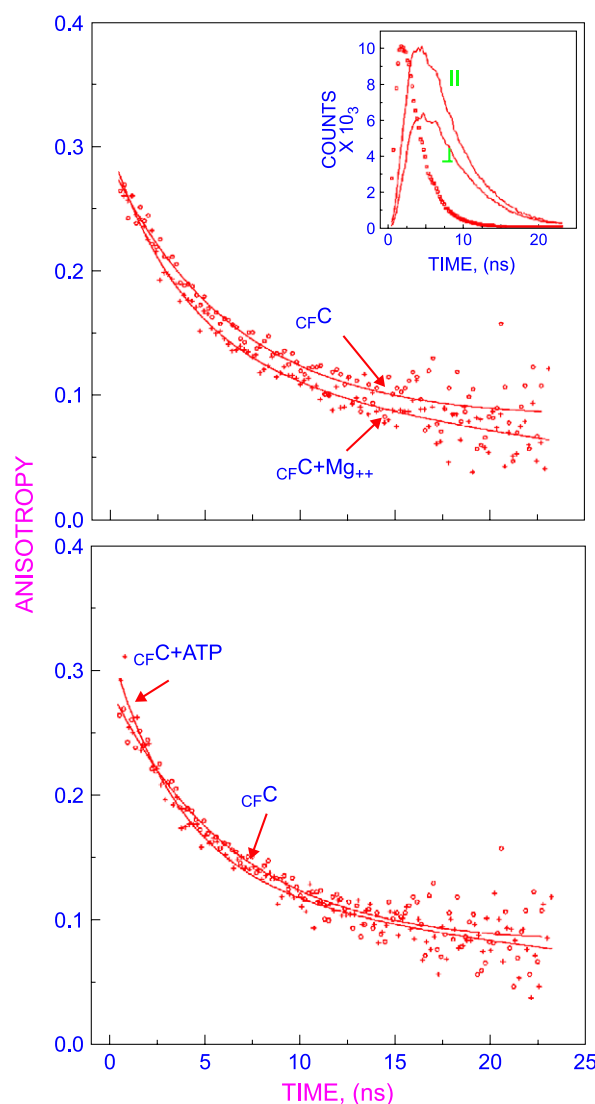 0.4
0.3
0.2
0.1
0.0
COUNTS
X 10₃
10
8
6
4
2
0
II
⊥
0
10
20
TIME, (ns)
CFC
CFC+Mg₊₊
ANISOTROPY
0.4
0.3
0.2
0.1
0.0
CFC+ATP
CFC
0
5
10
15
20
25
TIME, (ns)